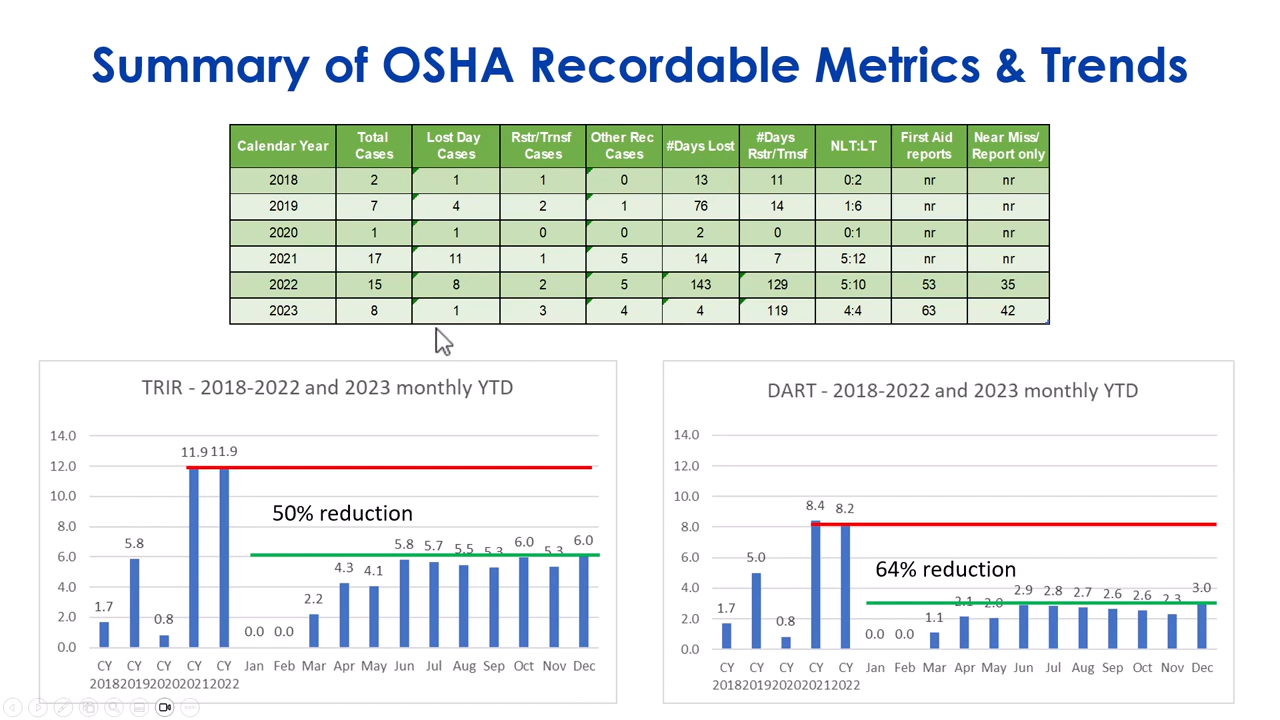 Summary of OSHA Recordable Metrics & Trends
Calendar Year Total Cases Lost Day Cases Rstr/Trnsf Cases Other Rec Cases #Days Lost #Days Rstr/Trnsf NLT:LT First Aid reports Near Miss/ Report only
2018 2 1 1 0 13 11 0:2 nr nr
2019 7 4 2 1 76 14 1:6 nr nr
2020 1 1 0 0 2 0 0:1 nr nr
2021 17 11 1 5 14 7 5:12 nr nr
2022 15 8 2 5 143 129 5:10 53 35
2023 8 1 3 4 4 119 4:4 63 42
TRIR - 2018-2022 and 2023 monthly YTD
14.0
12.0
10.0
8.0
6.0
4.0
2.0
0.0
1.7 5.8 0.8 11.9 11.9 0.0 0.0 2.2 4.3 4.1 5.8 5.7 5.5 5.3 6.0 5.3 6.0
50% reduction
CY CY CY CY CY Jan Feb Mar Apr May Jun Jul Aug Sep Oct Nov Dec
2018 2019 2020 2021 2022
DART - 2018-2022 and 2023 monthly YTD
14.0
12.0
10.0
8.0
6.0
4.0
2.0
0.0
1.7 5.0 0.8 8.4 8.2 0.0 0.0 1.1 2.1 2.0 2.9 2.8 2.7 2.6 2.6 2.3 3.0
64% reduction
CY CY CY CY CY Jan Feb Mar Apr May Jun Jul Aug Sep Oct Nov Dec
2018 2019 2020 2021 2022